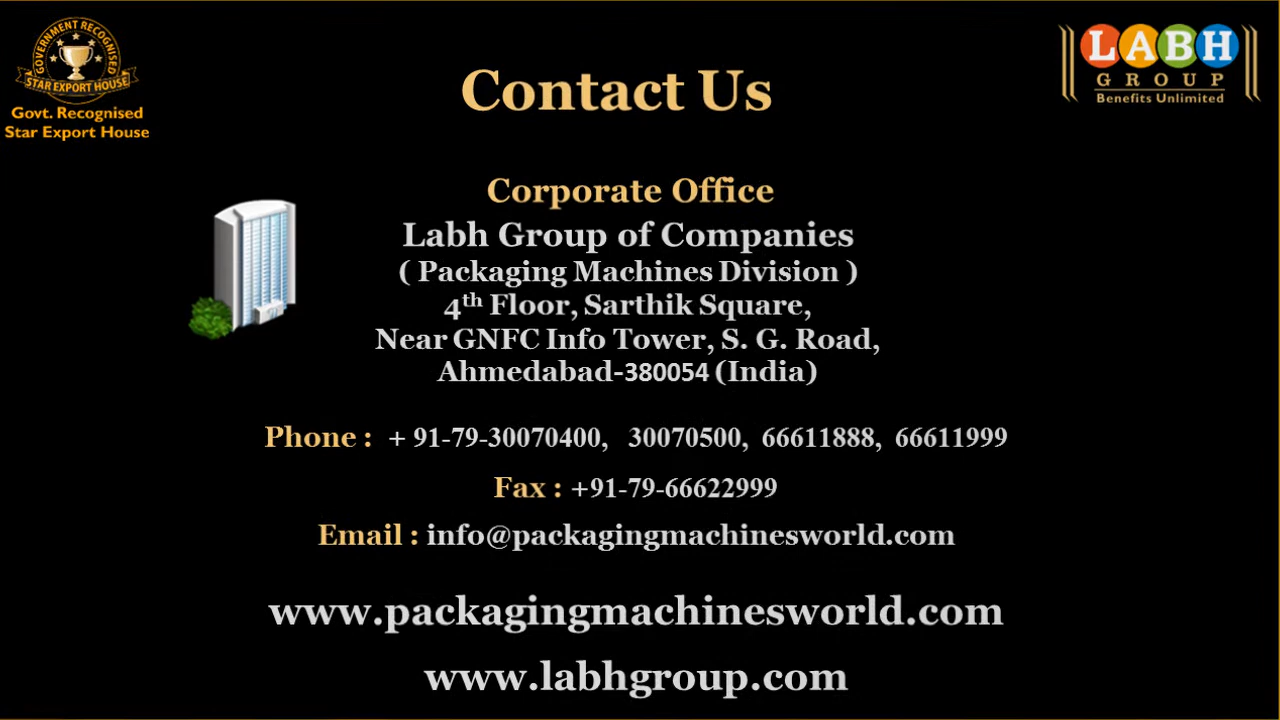 GOVERNMENT RECOGNISED
STAR EXPORT HOUSE
Govt. Recognised
Star Export House
LABH
GROUP
Benefits Unlimited
Contact Us
Corporate Office
Labh Group of Companies
( Packaging Machines Division )
4th Floor, Sarthik Square,
Near GNFC Info Tower, S. G. Road,
Ahmedabad-380054 (India)
Phone : + 91-79-30070400, 30070500, 66611888, 66611999
Fax : +91-79-66622999
Email : info@packagingmachinesworld.com
www.packagingmachinesworld.com
www.labhgroup.com